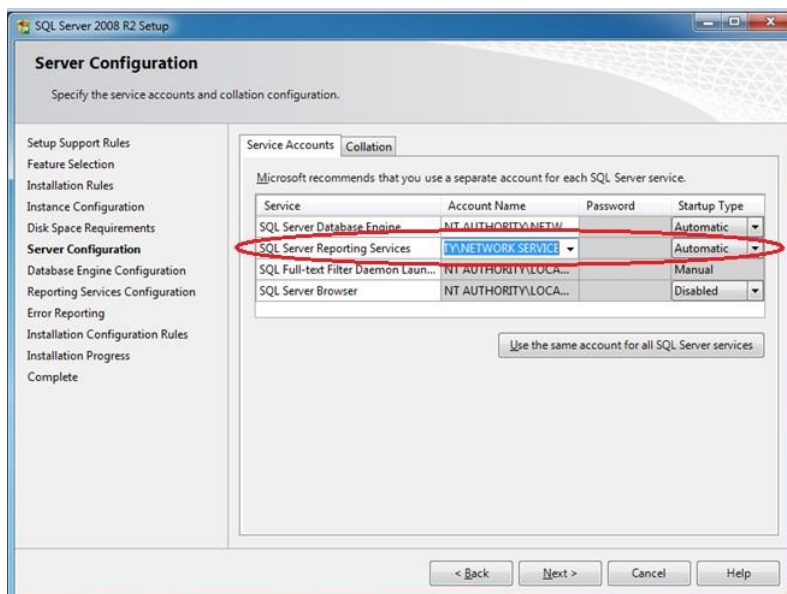 SQL Server 2008 R2 Setup
Server Configuration
Specify the service accounts and collation configuration.
Setup Support Rules
Feature Selection
Installation Rules
Instance Configuration
Disk Space Requirements
Server Configuration
Database Engine Configuration
Reporting Services Configuration
Error Reporting
Installation Configuration Rules
Installation Progress
Complete
Service Accounts Collation
Microsoft recommends that you use a separate account for each SQL Server service.
Service Account Name Password Startup Type
SQL Server Database Engine NT AUTHORITY\NETW... Automatic
SQL Server Reporting Services TY\NETWORK SERVICE Automatic
SQL Full-text Filter Daemon Laun... NT AUTHORITY\LOCA... Manual
SQL Server Browser NT AUTHORITY\LOCA... Disabled
Use the same account for all SQL Server services
< Back Next > Cancel Help